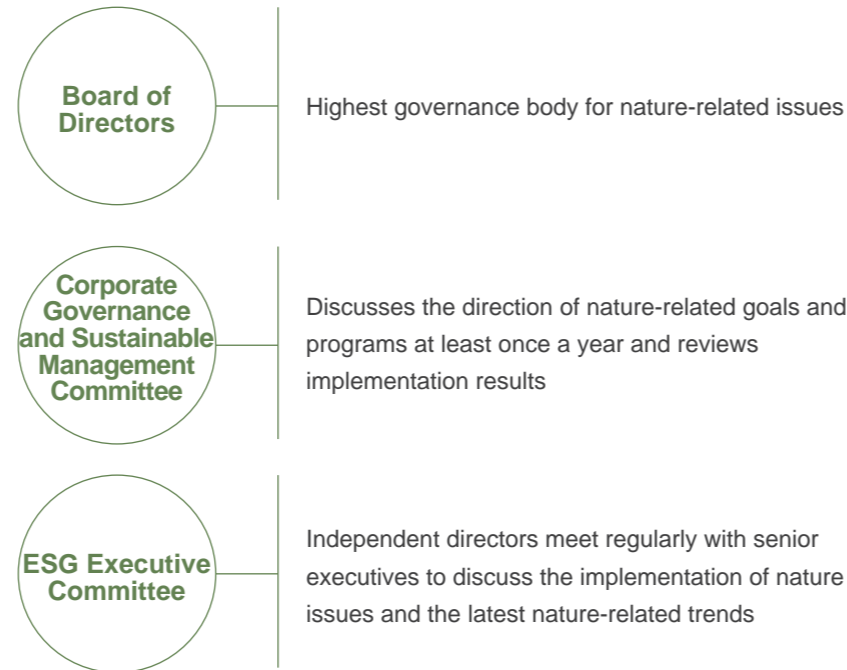 Board of
Directors
Highest governance body for nature-related issues
Corporate
Governance
and Sustainable
Management
Committee
Discusses the direction of nature-related goals and
programs at least once a year and reviews
implementation results
ESG Executive
Committee
Independent directors meet regularly with senior
executives to discuss the implementation of nature
issues and the latest nature-related trends